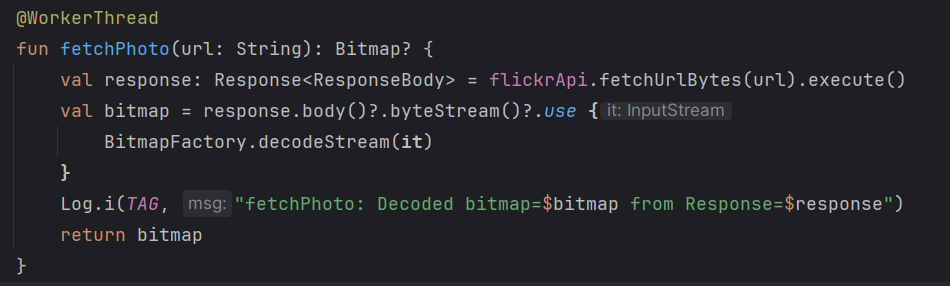 @WorkerThread
fun fetchPhoto(url: String): Bitmap? {
    val response: Response<ResponseBody> = flickrApi.fetchUrlBytes(url).execute()
    val bitmap = response.body()?.byteStream()?.use { it: InputStream
        BitmapFactory.decodeStream(it)
    }
    Log.i(TAG, msg: "fetchPhoto: Decoded bitmap=$bitmap from Response=$response")
    return bitmap
}